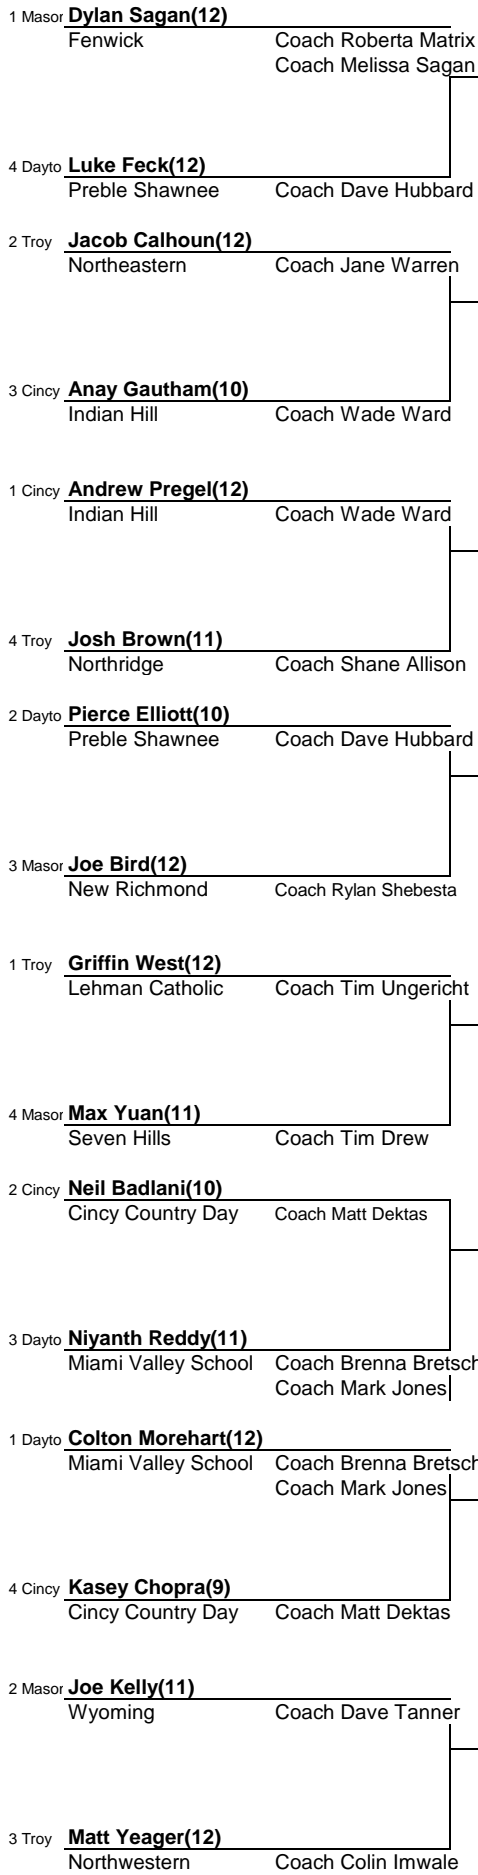 1 Mason Dylan Sagan(12)
Fenwick Coach Roberta Matrix
Coach Melissa Sagan
4 Dayto Luke Feck(12)
Preble Shawnee Coach Dave Hubbard
2 Troy Jacob Calhoun(12)
Northeastern Coach Jane Warren
3 Cincy Anay Gautham(10)
Indian Hill Coach Wade Ward
1 Cincy Andrew Pregel(12)
Indian Hill Coach Wade Ward
4 Troy Josh Brown(11)
Northridge Coach Shane Allison
2 Dayto Pierce Elliott(10)
Preble Shawnee Coach Dave Hubbard
3 Mason Joe Bird(12)
New Richmond Coach Rylan Shebesta
1 Troy Griffin West(12)
Lehman Catholic Coach Tim Ungericht
4 Mason Max Yuan(11)
Seven Hills Coach Tim Drew
2 Cincy Neil Badlani(10)
Cincy Country Day Coach Matt Dektas
3 Dayto Niyanth Reddy(11)
Miami Valley School Coach Brenna Bretsch
Coach Mark Jones
1 Dayto Colton Morehart(12)
Miami Valley School Coach Brenna Bretsch
Coach Mark Jones
4 Cincy Kasey Chopra(9)
Cincy Country Day Coach Matt Dektas
2 Mason Joe Kelly(11)
Wyoming Coach Dave Tanner
3 Troy Matt Yeager(12)
Northwestern Coach Colin Imwale